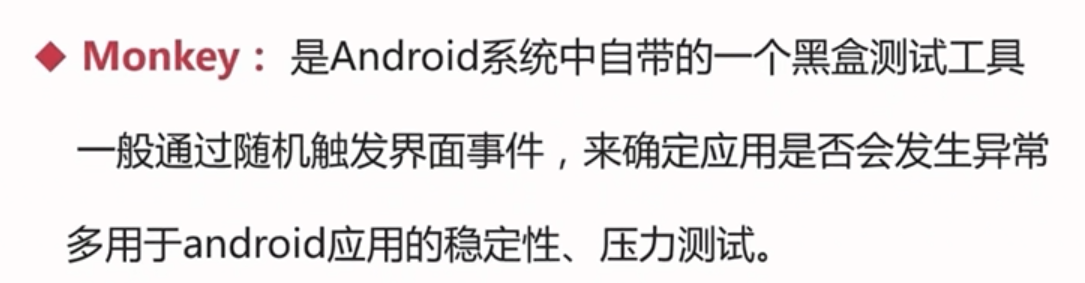 ◆ Monkey： 是Android系统中自带的一个黑盒测试工具
一般通过随机触发界面事件，来确定应用是否会发生异常
多用于android应用的稳定性、压力测试。